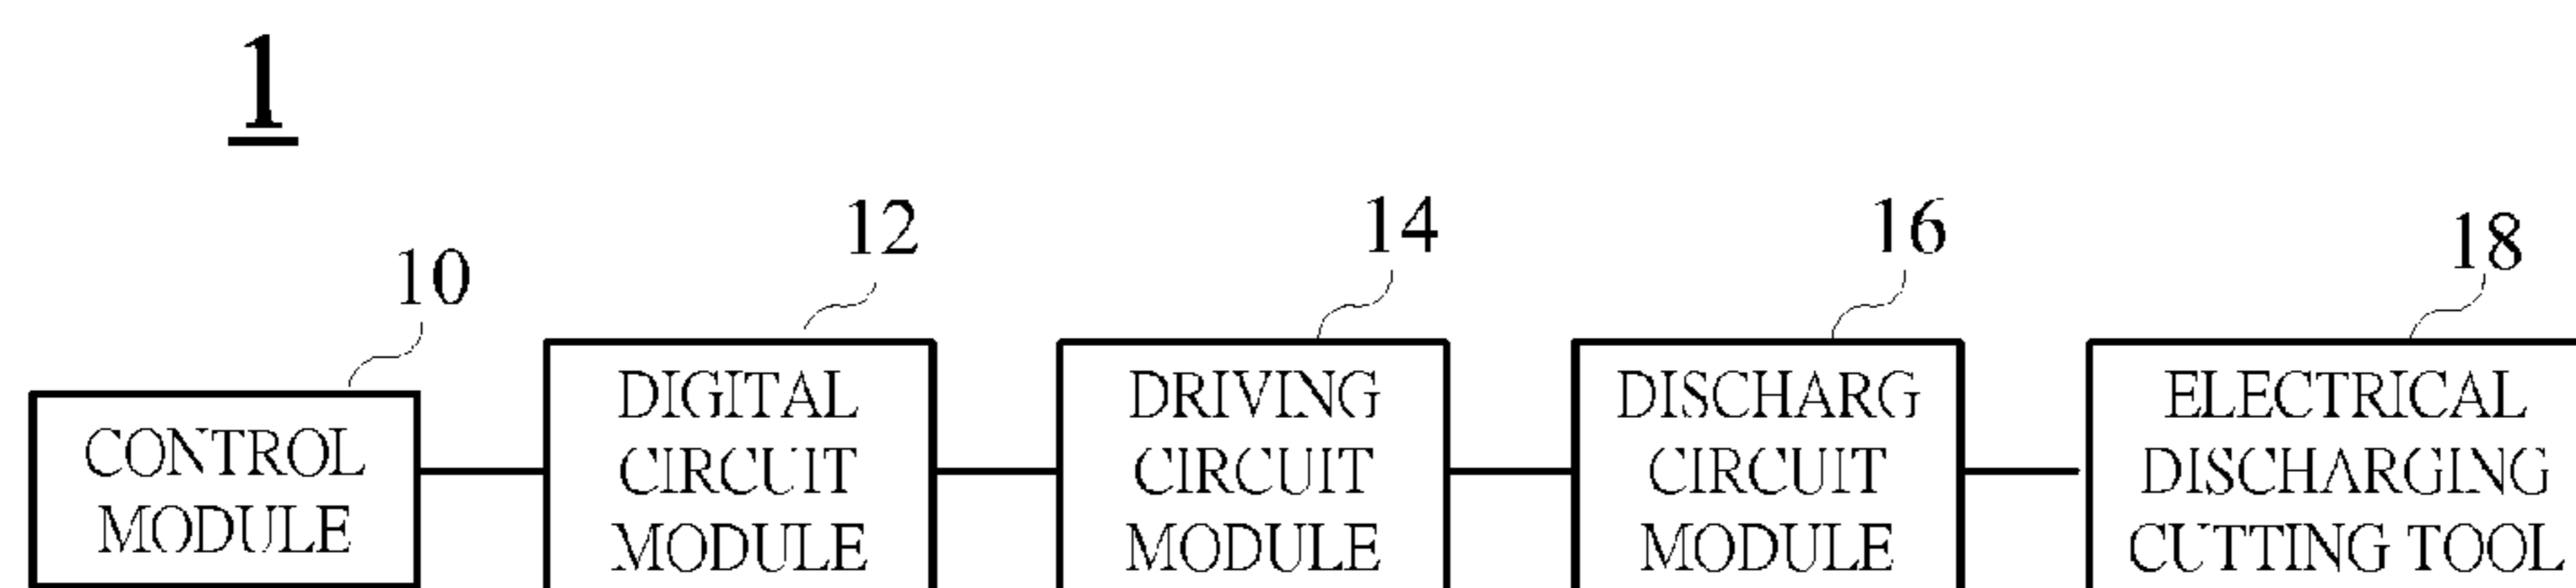 1
10
12
14
16
18
CONTROL
MODULE
DIGITAL
CIRCUIT
MODULE
DRIVING
CIRCUIT
MODULE
DISCHARG
CIRCUIT
MODULE
ELECTRICAL
DISCHARGING
CUTTING TOOL